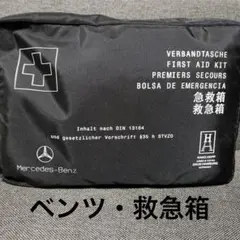 VERBANDTASCHE
FIRST AID KIT
PREMIERS SECOURS
BOLSA DE EMERGENCIA
急救箱
急救箱
Inhalt nach DIN 13164
und gesetzlicher Vorschrift §35 h STVZO
Mercedes-Benz
ベンツ・救急箱